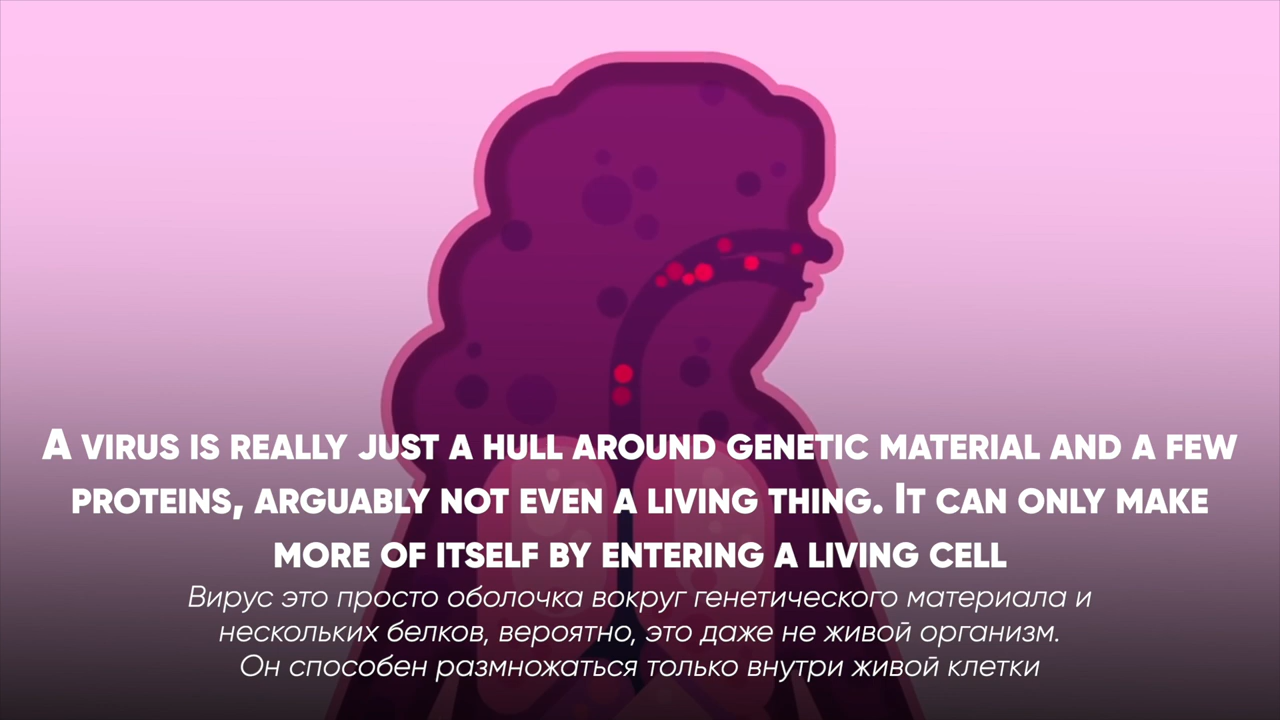 A virus is really just a hull around genetic material and a few
proteins, arguably not even a living thing. It can only make
more of itself by entering a living cell
Вирус это просто оболочка вокруг генетического материала и
нескольких белков, вероятно, это даже не живой организм.
Он способен размножаться только внутри живой клетки